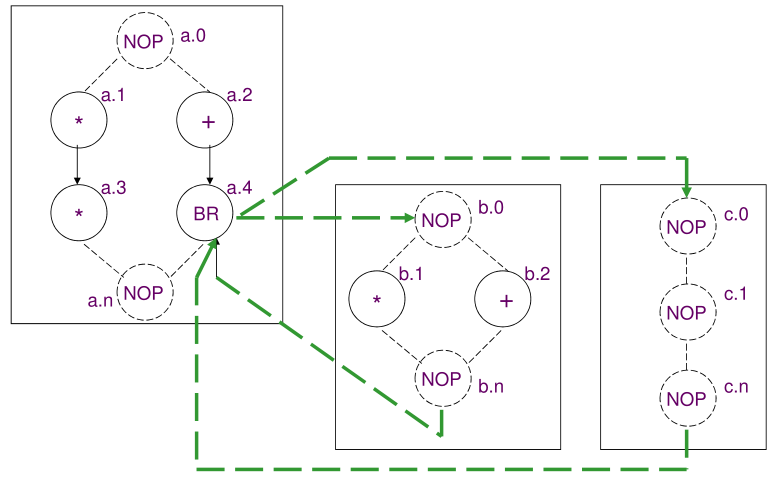 NOP a.0
a.1
a.2
*
+
a.3
a.4
*
BR
a.n NOP
NOP b.0
b.1
b.2
*
+
NOP b.n
NOP c.0
NOP c.1
NOP c.n